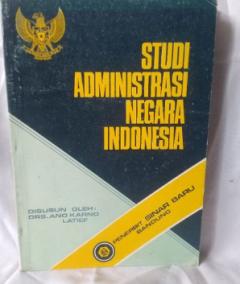 STUDI
ADMINISTRASI
NEGARA
INDONESIA
DISUSUN OLEH:
DRS. ANO KARNO
LATIEF
PENERBIT SINAR BARU
BANDUNG